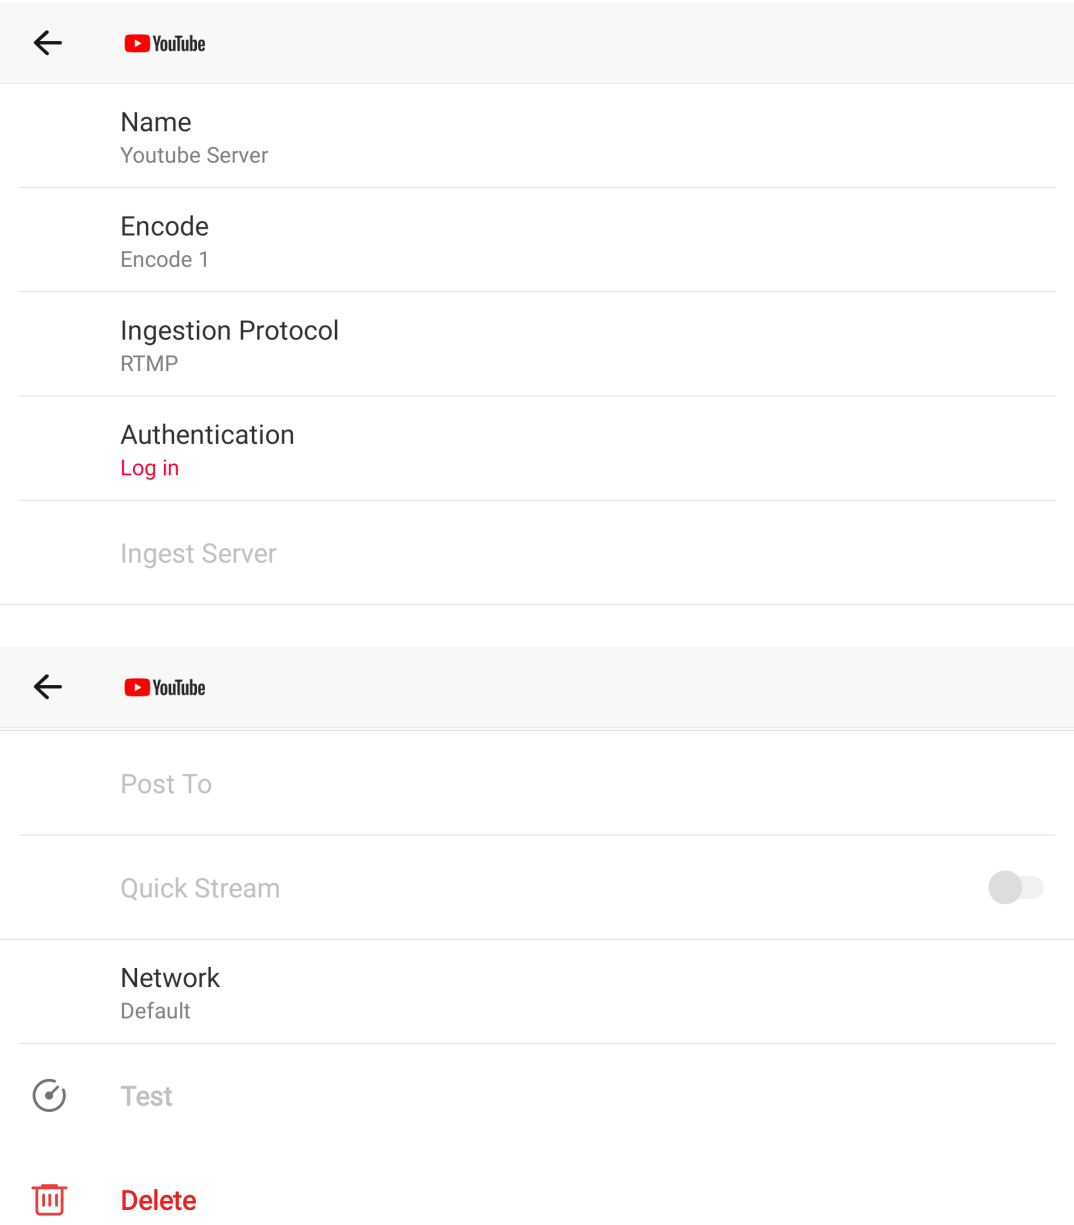 YouTube
Name
Youtube Server
Encode
Encode 1
Ingestion Protocol
RTMP
Authentication
Log in
Ingest Server
YouTube
Post To
Quick Stream
Network
Default
Test
Delete